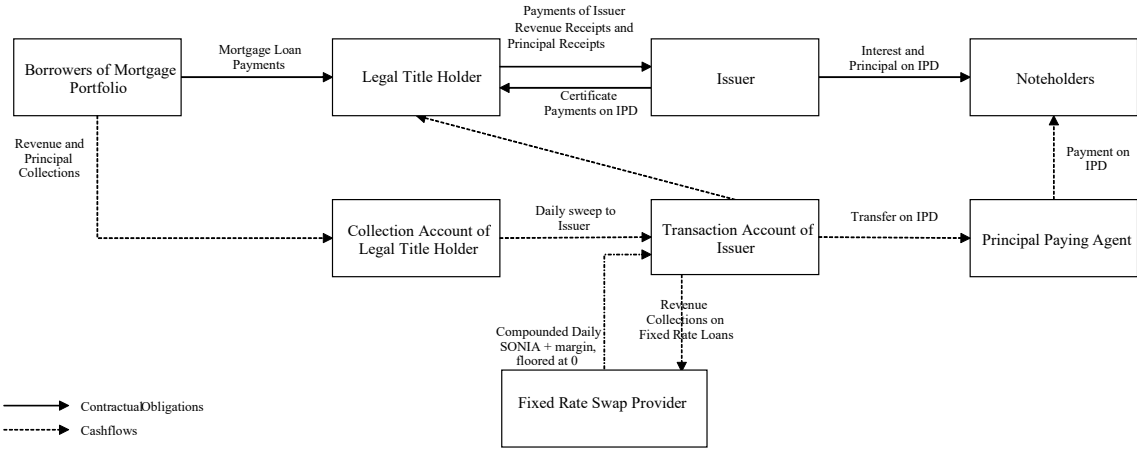 Payments of Issuer
Revenue Receipts and
Principal Receipts
Mortgage Loan
Payments
Interest and
Principal on IPD
Borrowers of Mortgage
Portfolio
Legal Title Holder
Issuer
Noteholders
Certificate
Payments on IPD
Revenue and
Principal
Collections
Payment on
IPD
Daily sweep to
Issuer
Transfer on IPD
Collection Account of
Legal Title Holder
Transaction Account of
Issuer
Principal Paying Agent
Revenue
Collections on
Fixed Rate Loans
Compounded Daily
SONIA + margin,
floored at 0
Fixed Rate Swap Provider
Contractual Obligations
Cashflows